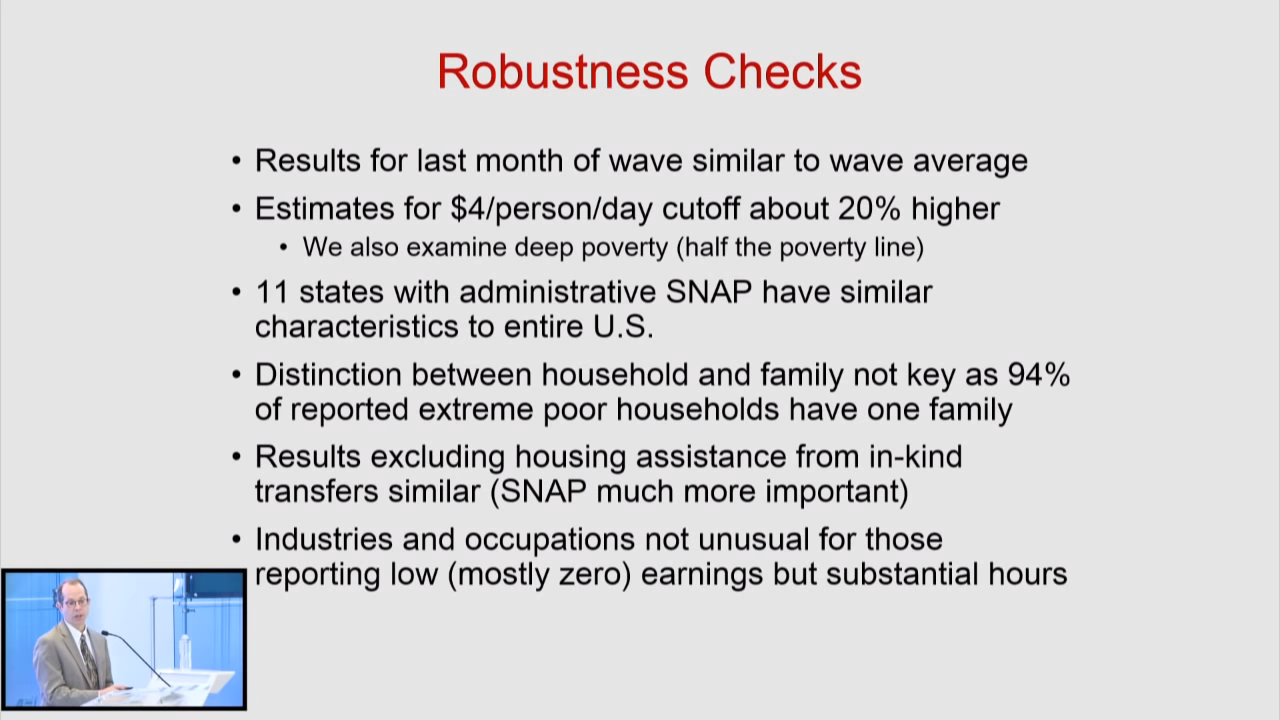 Robustness Checks
• Results for last month of wave similar to wave average
• Estimates for $4/person/day cutoff about 20% higher
• We also examine deep poverty (half the poverty line)
• 11 states with administrative SNAP have similar
characteristics to entire U.S.
• Distinction between household and family not key as 94%
of reported extreme poor households have one family
• Results excluding housing assistance from in-kind
transfers similar (SNAP much more important)
• Industries and occupations not unusual for those
reporting low (mostly zero) earnings but substantial hours